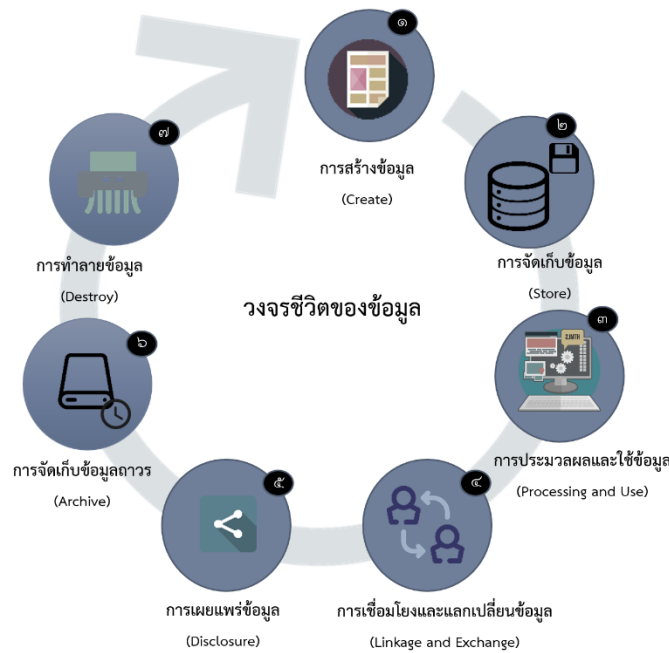 ๑
การสร้างข้อมูล
(Create)
๒
การจัดเก็บข้อมูล
(Store)
๓
การประมวลผลและใช้ข้อมูล
(Processing and Use)
๔
การเชื่อมโยงและแลกเปลี่ยนข้อมูล
(Linkage and Exchange)
๕
การเผยแพร่ข้อมูล
(Disclosure)
๖
การจัดเก็บข้อมูลถาวร
(Archive)
๗
การทำลายข้อมูล
(Destroy)
วงจรชีวิตของข้อมูล